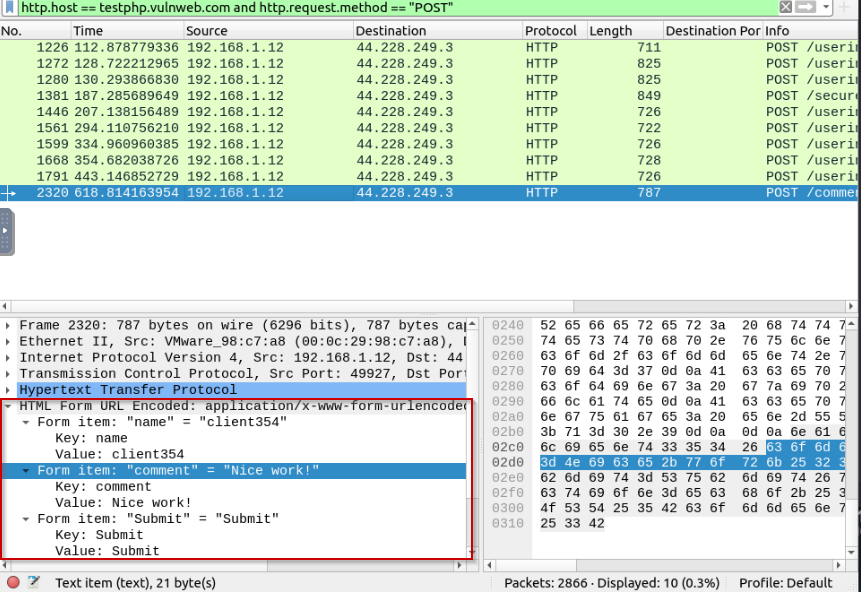 http.host == testphp.vulnweb.com and http.request.method == "POST"
No. Time Source Destination Protocol Length Destination Por Info
1226 112.878779336 192.168.1.12 44.228.249.3 HTTP 711 POST /userin
1272 128.722212965 192.168.1.12 44.228.249.3 HTTP 825 POST /userin
1280 130.293866830 192.168.1.12 44.228.249.3 HTTP 825 POST /userin
1381 187.285689649 192.168.1.12 44.228.249.3 HTTP 849 POST /secure
1446 207.138156489 192.168.1.12 44.228.249.3 HTTP 726 POST /userin
1561 294.110756210 192.168.1.12 44.228.249.3 HTTP 722 POST /userin
1599 334.960960385 192.168.1.12 44.228.249.3 HTTP 726 POST /userin
1668 354.682038726 192.168.1.12 44.228.249.3 HTTP 728 POST /userin
1791 443.146852729 192.168.1.12 44.228.249.3 HTTP 726 POST /userin
2320 618.814163954 192.168.1.12 44.228.249.3 HTTP 787 POST /commen
Frame 2320: 787 bytes on wire (6296 bits), 787 bytes cap
Ethernet II, Src: VMware_98:c7:a8 (00:0c:29:98:c7:a8), D
Internet Protocol Version 4, Src: 192.168.1.12, Dst: 44
Transmission Control Protocol, Src Port: 49927, Dst Port
Hypertext Transfer Protocol
HTML Form URL Encoded: application/x-www-form-urlencoded
Form item: "name" = "client354"
Key: name
Value: client354
Form item: "comment" = "Nice work!"
Key: comment
Value: Nice work!
Form item: "Submit" = "Submit"
Key: Submit
Value: Submit
0240 52 65 66 65 72 65 72 3a 20 68 74 74 7
0250 74 65 73 74 70 68 70 2e 76 75 6c 6e 7
0260 63 6f 6d 2f 63 6f 6d 6d 65 6e 74 2e 7
0270 70 69 64 3d 37 0d 0a 41 63 63 65 70 7
0280 63 6f 64 69 6e 67 3a 20 67 7a 69 70 2
0290 66 6c 61 74 65 0d 0a 41 63 63 65 70 7
02a0 6e 67 75 61 67 65 3a 20 65 6e 2d 55 5
02b0 3b 71 3d 30 2e 39 0d 0a 0d 0a 6e 61 6
02c0 6c 69 65 6e 74 33 35 34 26 63 6f 6d 6
02d0 3d 4e 69 63 65 2b 77 6f 72 6b 25 32 3
02e0 62 6d 69 74 3d 53 75 62 6d 69 74 26 7
02f0 63 74 69 6f 6e 3d 65 63 68 6f 2b 25 3
0300 4f 53 54 25 35 42 63 6f 6d 6d 65 6e 7
0310 25 33 42
Text item (text), 21 byte(s) Packets: 2866 · Displayed: 10 (0.3%) Profile: Default